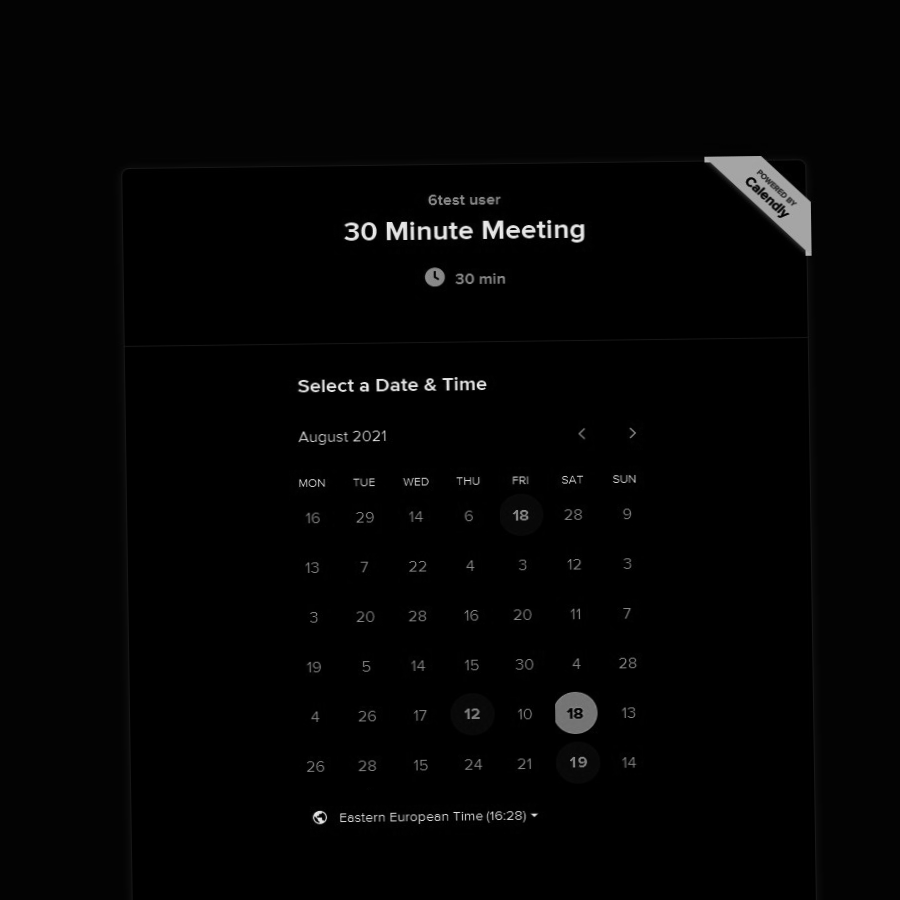 POWERED BY
Calendly
6test user
30 Minute Meeting
30 min
Select a Date & Time
August 2021
MON TUE WED THU FRI SAT SUN
16 29 14 6 18 28 9
13 7 22 4 3 12 3
3 20 28 16 20 11 7
19 5 14 15 30 4 28
4 26 17 12 10 18 13
26 28 15 24 21 19 14
Eastern European Time (16:28)